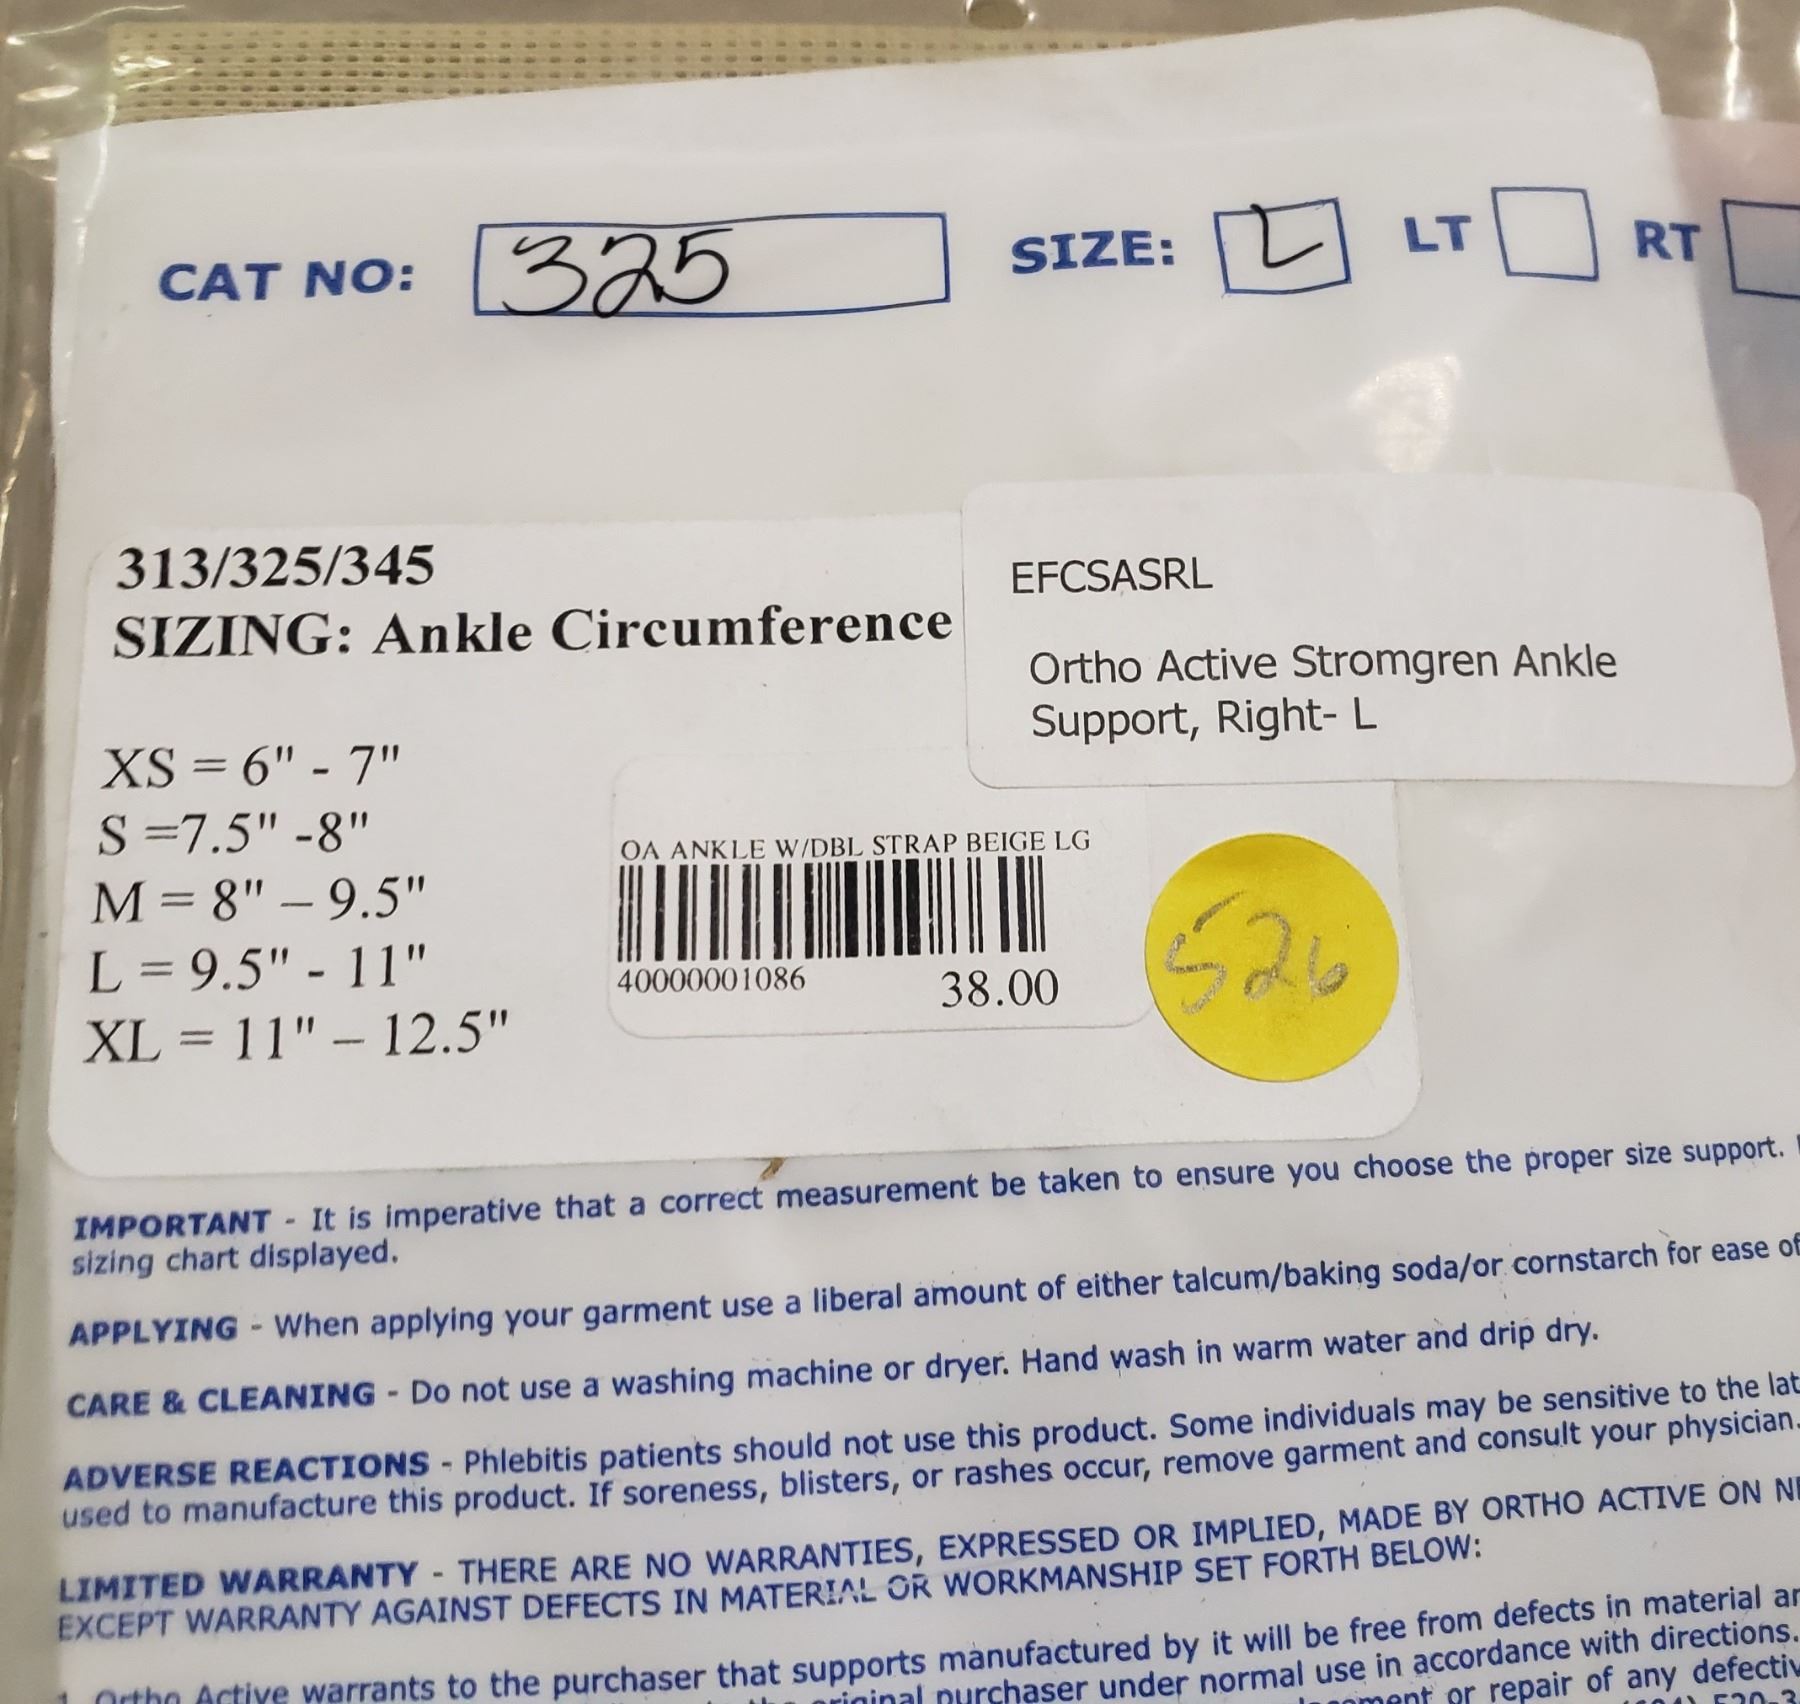 CAT NO: 325 SIZE: L LT RT
313/325/345
SIZING: Ankle Circumference
EFCSASRL
Ortho Active Stromgren Ankle
Support, Right- L
XS = 6" - 7"
S =7.5" -8"
M = 8" – 9.5"
L = 9.5" - 11"
XL = 11" – 12.5"
OA ANKLE W/DBL STRAP BEIGE LG
40000001086 38.00
526
IMPORTANT - It is imperative that a correct measurement be taken to ensure you choose the proper size support.
sizing chart displayed.
APPLYING - When applying your garment use a liberal amount of either talcum/baking soda/or cornstarch for ease of
CARE & CLEANING - Do not use a washing machine or dryer. Hand wash in warm water and drip dry.
ADVERSE REACTIONS - Phlebitis patients should not use this product. Some individuals may be sensitive to the lat
used to manufacture this product. If soreness, blisters, or rashes occur, remove garment and consult your physician.
LIMITED WARRANTY - THERE ARE NO WARRANTIES, EXPRESSED OR IMPLIED, MADE BY ORTHO ACTIVE ON
EXCEPT WARRANTY AGAINST DEFECTS IN MATERIAL OR WORKMANSHIP SET FORTH BELOW:
1 Ortho Active warrants to the purchaser that supports manufactured by it will be free from defects in material
original purchaser under normal use in accordance with directions.
or repair of any defectiv